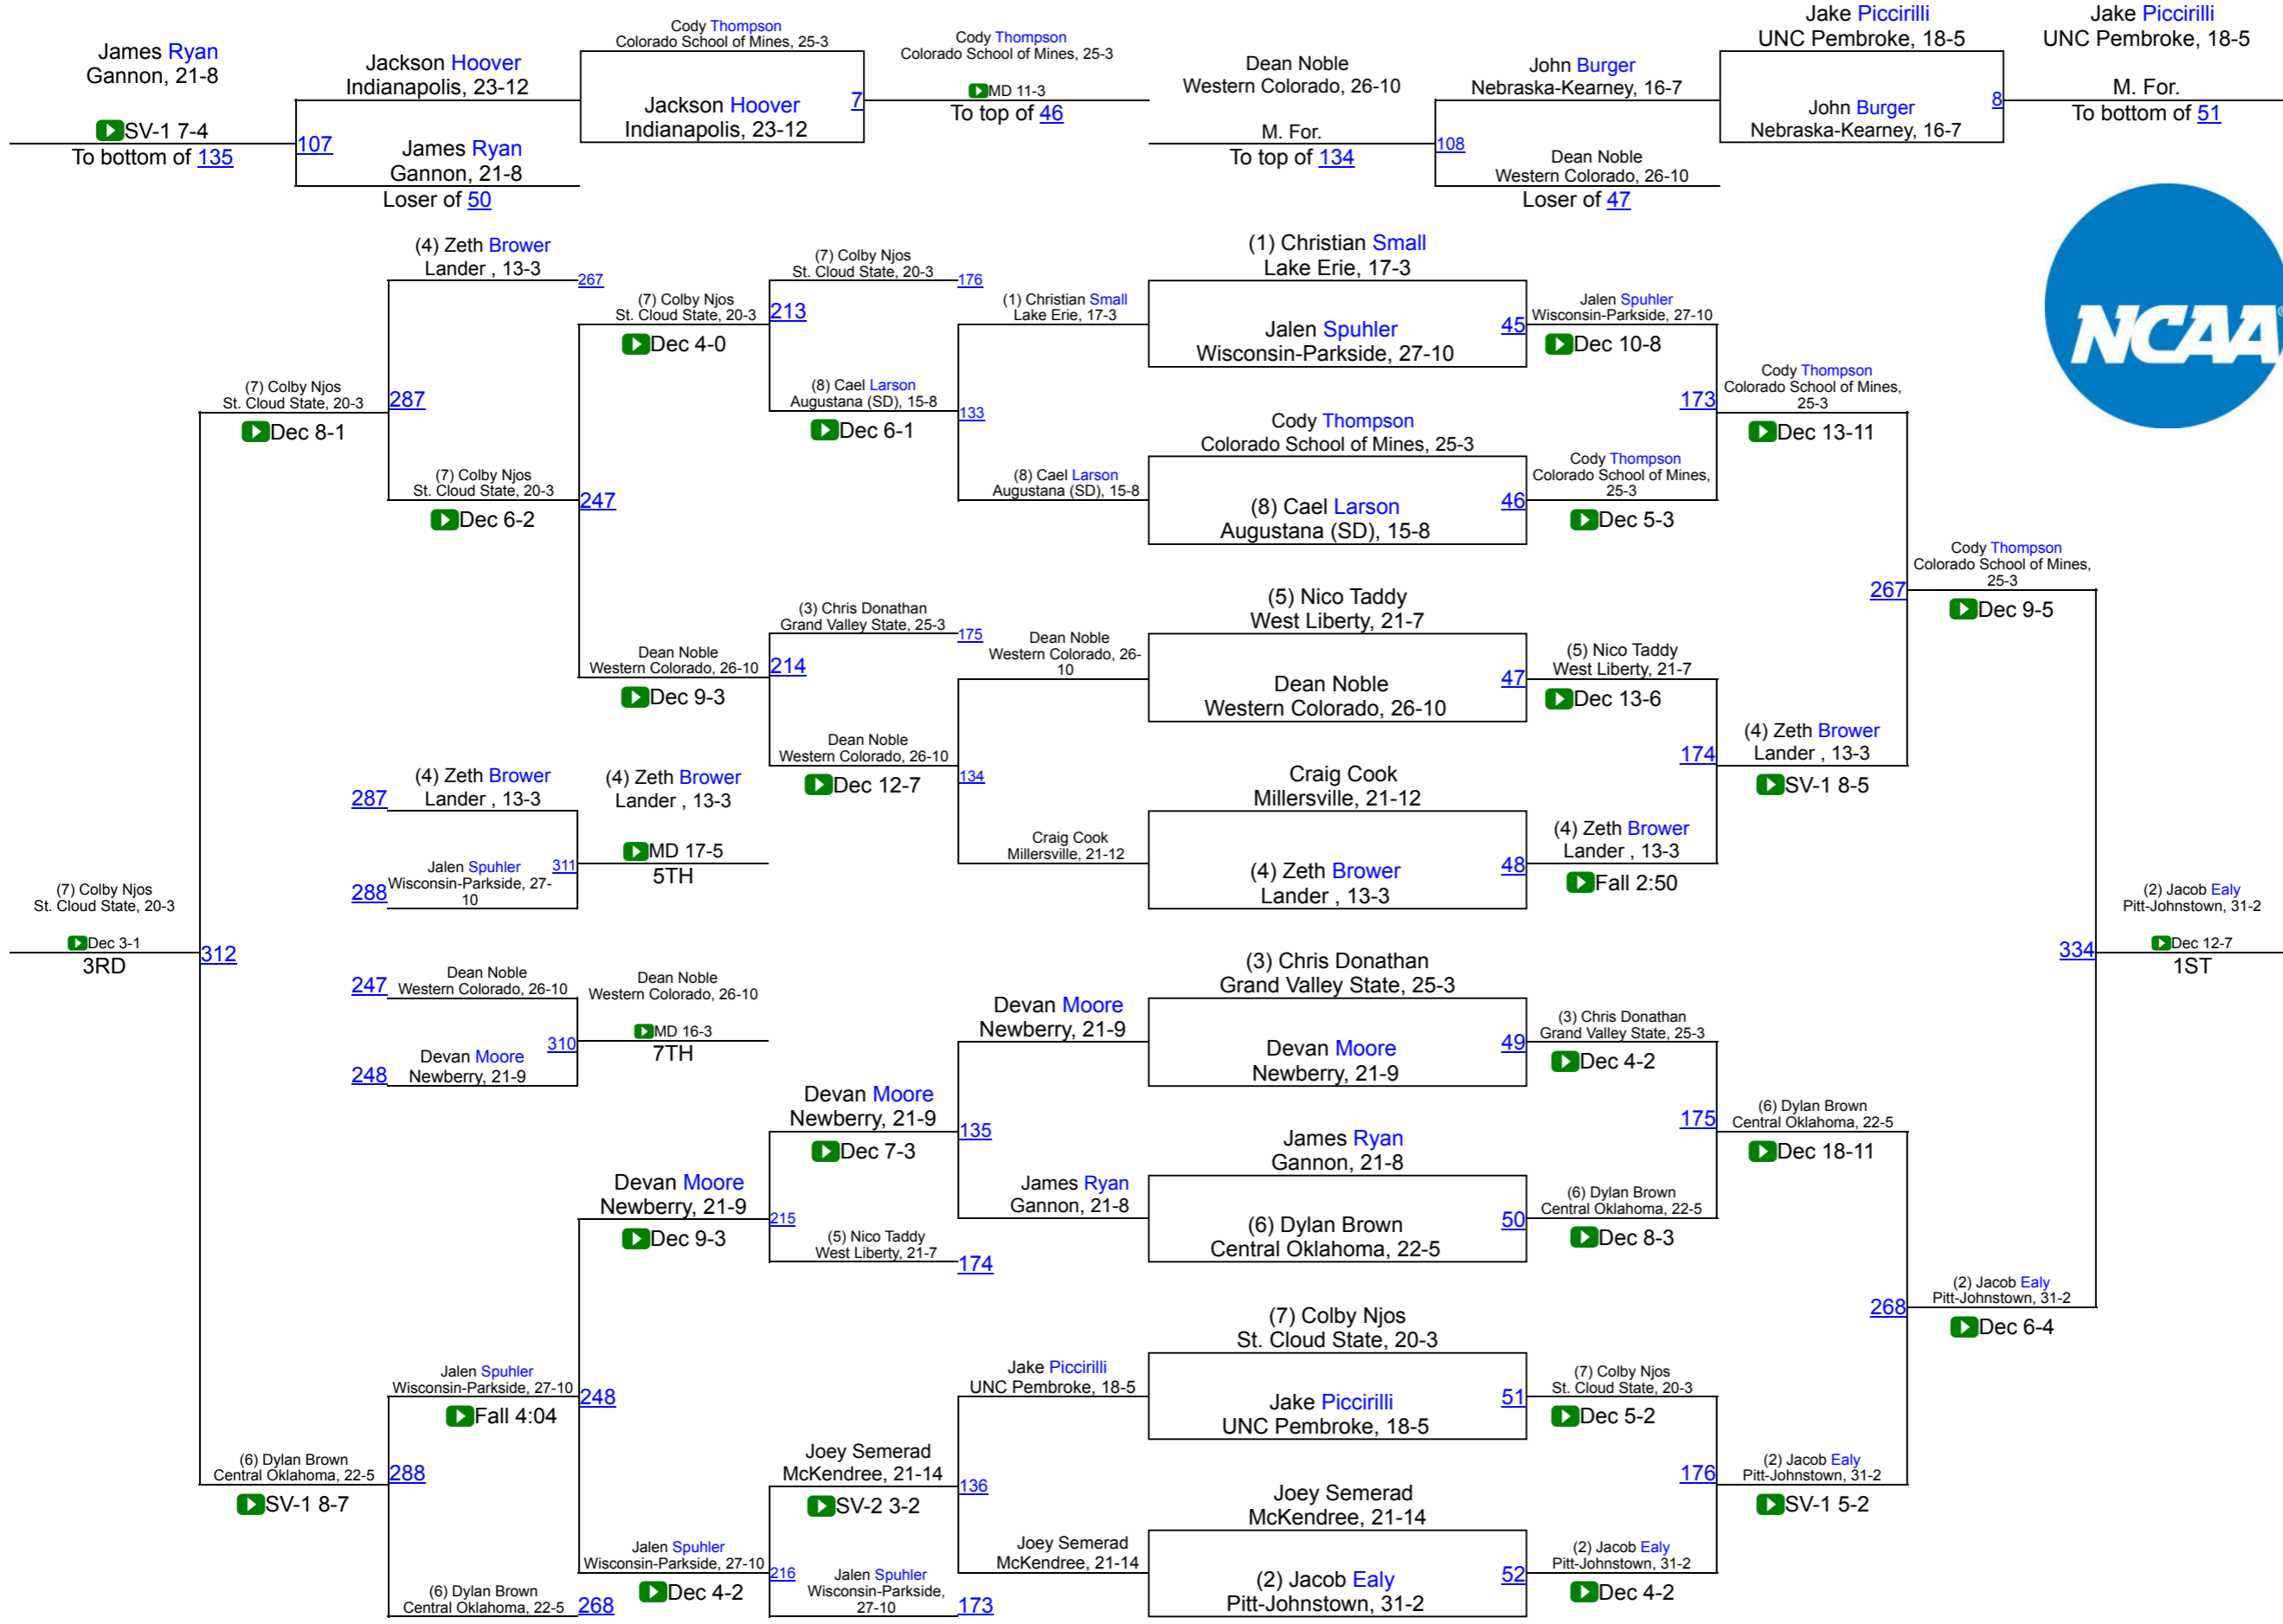 James Ryan
Gannon, 21-8
SV-1 7-4
To bottom of 135
Jackson Hoover
Indianapolis, 23-12
107
James Ryan
Gannon, 21-8
Loser of 50
Cody Thompson
Colorado School of Mines, 25-3
Jackson Hoover
Indianapolis, 23-12
7
Cody Thompson
Colorado School of Mines, 25-3
MD 11-3
To top of 46
Dean Noble
Western Colorado, 26-10
M. For.
To top of 134
John Burger
Nebraska-Kearney, 16-7
108
Dean Noble
Western Colorado, 26-10
Loser of 47
Jake Piccirilli
UNC Pembroke, 18-5
John Burger
Nebraska-Kearney, 16-7
8
Jake Piccirilli
UNC Pembroke, 18-5
M. For.
To bottom of 51
NCAA®
(7) Colby Njos
St. Cloud State, 20-3
Dec 3-1
3RD
312
(7) Colby Njos
St. Cloud State, 20-3
Dec 8-1
(6) Dylan Brown
Central Oklahoma, 22-5
SV-1 8-7
(4) Zeth Brower
Lander , 13-3
267
287
(7) Colby Njos
St. Cloud State, 20-3
Dec 6-2
287
(4) Zeth Brower
Lander , 13-3
288
Jalen Spuhler
Wisconsin-Parkside, 27-
10
311
(4) Zeth Brower
Lander , 13-3
MD 17-5
5TH
247
Dean Noble
Western Colorado, 26-10
248
Devan Moore
Newberry, 21-9
310
Dean Noble
Western Colorado, 26-10
MD 16-3
7TH
Jalen Spuhler
Wisconsin-Parkside, 27-10
Fall 4:04
288
(6) Dylan Brown
Central Oklahoma, 22-5
268
(7) Colby Njos
St. Cloud State, 20-3
Dec 4-0
247
Dean Noble
Western Colorado, 26-10
Dec 9-3
Devan Moore
Newberry, 21-9
Dec 9-3
248
Jalen Spuhler
Wisconsin-Parkside, 27-10
Dec 4-2
(7) Colby Njos
St. Cloud State, 20-3
176
213
(8) Cael Larson
Augustana (SD), 15-8
Dec 6-1
(3) Chris Donathan
Grand Valley State, 25-3
175
214
Dean Noble
Western Colorado, 26-10
Dec 12-7
Devan Moore
Newberry, 21-9
Dec 7-3
215
(5) Nico Taddy
West Liberty, 21-7
174
Joey Semerad
McKendree, 21-14
SV-2 3-2
216
Jalen Spuhler
Wisconsin-Parkside,
27-10
173
(1) Christian Small
Lake Erie, 17-3
133
(8) Cael Larson
Augustana (SD), 15-8
Dean Noble
Western Colorado, 26-
10
134
Craig Cook
Millersville, 21-12
Devan Moore
Newberry, 21-9
135
James Ryan
Gannon, 21-8
Jake Piccirilli
UNC Pembroke, 18-5
136
Joey Semerad
McKendree, 21-14
(1) Christian Small
Lake Erie, 17-3
Jalen Spuhler
Wisconsin-Parkside, 27-10
45
Cody Thompson
Colorado School of Mines, 25-3
(8) Cael Larson
Augustana (SD), 15-8
46
(5) Nico Taddy
West Liberty, 21-7
Dean Noble
Western Colorado, 26-10
47
Craig Cook
Millersville, 21-12
(4) Zeth Brower
Lander , 13-3
48
(3) Chris Donathan
Grand Valley State, 25-3
Devan Moore
Newberry, 21-9
49
James Ryan
Gannon, 21-8
(6) Dylan Brown
Central Oklahoma, 22-5
50
(7) Colby Njos
St. Cloud State, 20-3
Jake Piccirilli
UNC Pembroke, 18-5
51
Joey Semerad
McKendree, 21-14
(2) Jacob Ealy
Pitt-Johnstown, 31-2
52
Jalen Spuhler
Wisconsin-Parkside, 27-10
Dec 10-8
173
Cody Thompson
Colorado School of Mines,
25-3
Dec 5-3
(5) Nico Taddy
West Liberty, 21-7
Dec 13-6
174
(4) Zeth Brower
Lander , 13-3
Fall 2:50
(3) Chris Donathan
Grand Valley State, 25-3
Dec 4-2
175
(6) Dylan Brown
Central Oklahoma, 22-5
Dec 8-3
(7) Colby Njos
St. Cloud State, 20-3
Dec 5-2
176
(2) Jacob Ealy
Pitt-Johnstown, 31-2
Dec 4-2
Cody Thompson
Colorado School of Mines,
25-3
Dec 13-11
267
(4) Zeth Brower
Lander , 13-3
SV-1 8-5
(6) Dylan Brown
Central Oklahoma, 22-5
Dec 18-11
268
(2) Jacob Ealy
Pitt-Johnstown, 31-2
SV-1 5-2
Cody Thompson
Colorado School of Mines,
25-3
Dec 9-5
334
(2) Jacob Ealy
Pitt-Johnstown, 31-2
Dec 6-4
(2) Jacob Ealy
Pitt-Johnstown, 31-2
Dec 12-7
1ST